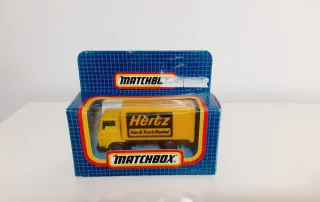 MATCHBOX
Hertz
Van & Truck Rental
MATCHBOX